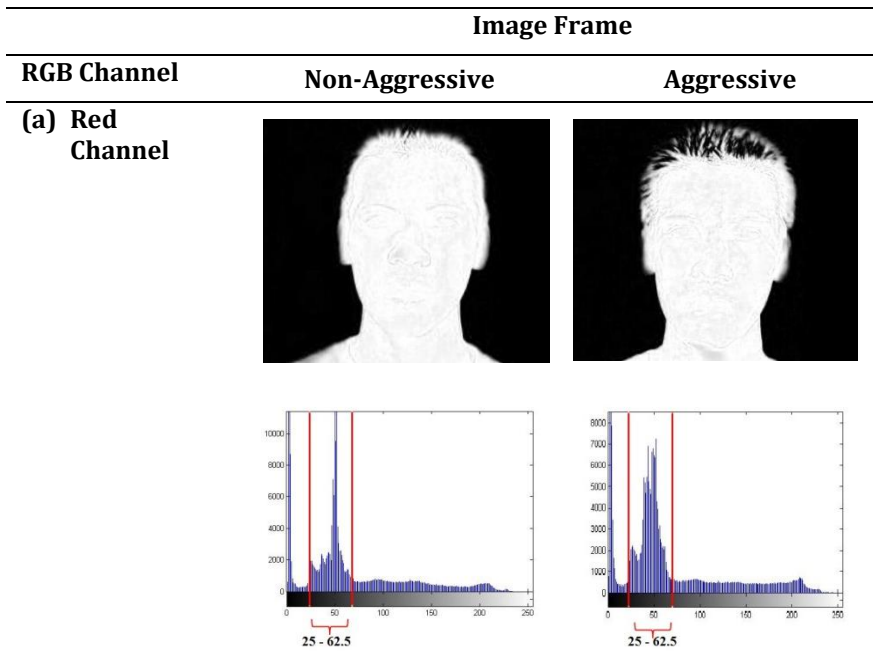 Image Frame
RGB Channel Non-Aggressive Aggressive
(a) Red
Channel
10000
8000
6000
4000
2000
0
0 50 100 150 200 250
25 - 62.5
8000
7000
6000
5000
4000
3000
2000
1000
0
0 50 100 150 200 250
25 - 62.5